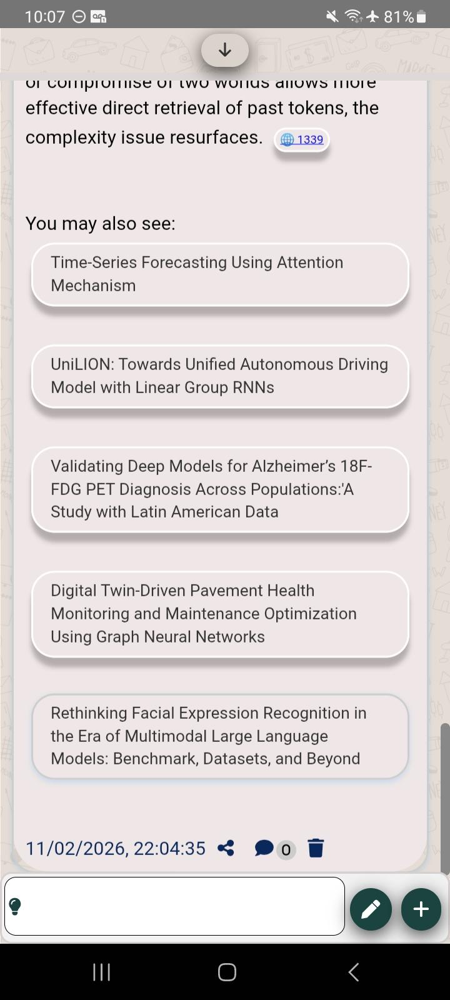 10:07
81%
or compromise of two worlds allows more
effective direct retrieval of past tokens, the
complexity issue resurfaces. 1339
You may also see:
Time-Series Forecasting Using Attention
Mechanism
UniLION: Towards Unified Autonomous Driving
Model with Linear Group RNNs
Validating Deep Models for Alzheimer’s 18F-
FDG PET Diagnosis Across Populations:'A
Study with Latin American Data
Digital Twin-Driven Pavement Health
Monitoring and Maintenance Optimization
Using Graph Neural Networks
Rethinking Facial Expression Recognition in
the Era of Multimodal Large Language
Models: Benchmark, Datasets, and Beyond
11/02/2026, 22:04:35 0